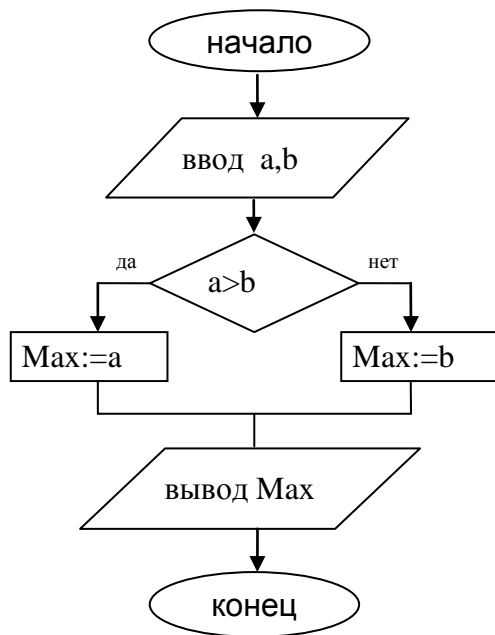 начало
ввод a,b
да
нет
a>b
Max:=a
Max:=b
вывод Max
конец